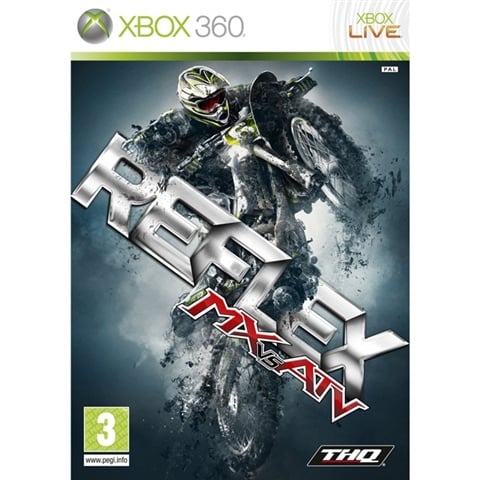 XBOX 360
XBOX
LIVE
PAL
REFLEX
MX vs ATV
3
www.pegi.info
THQ